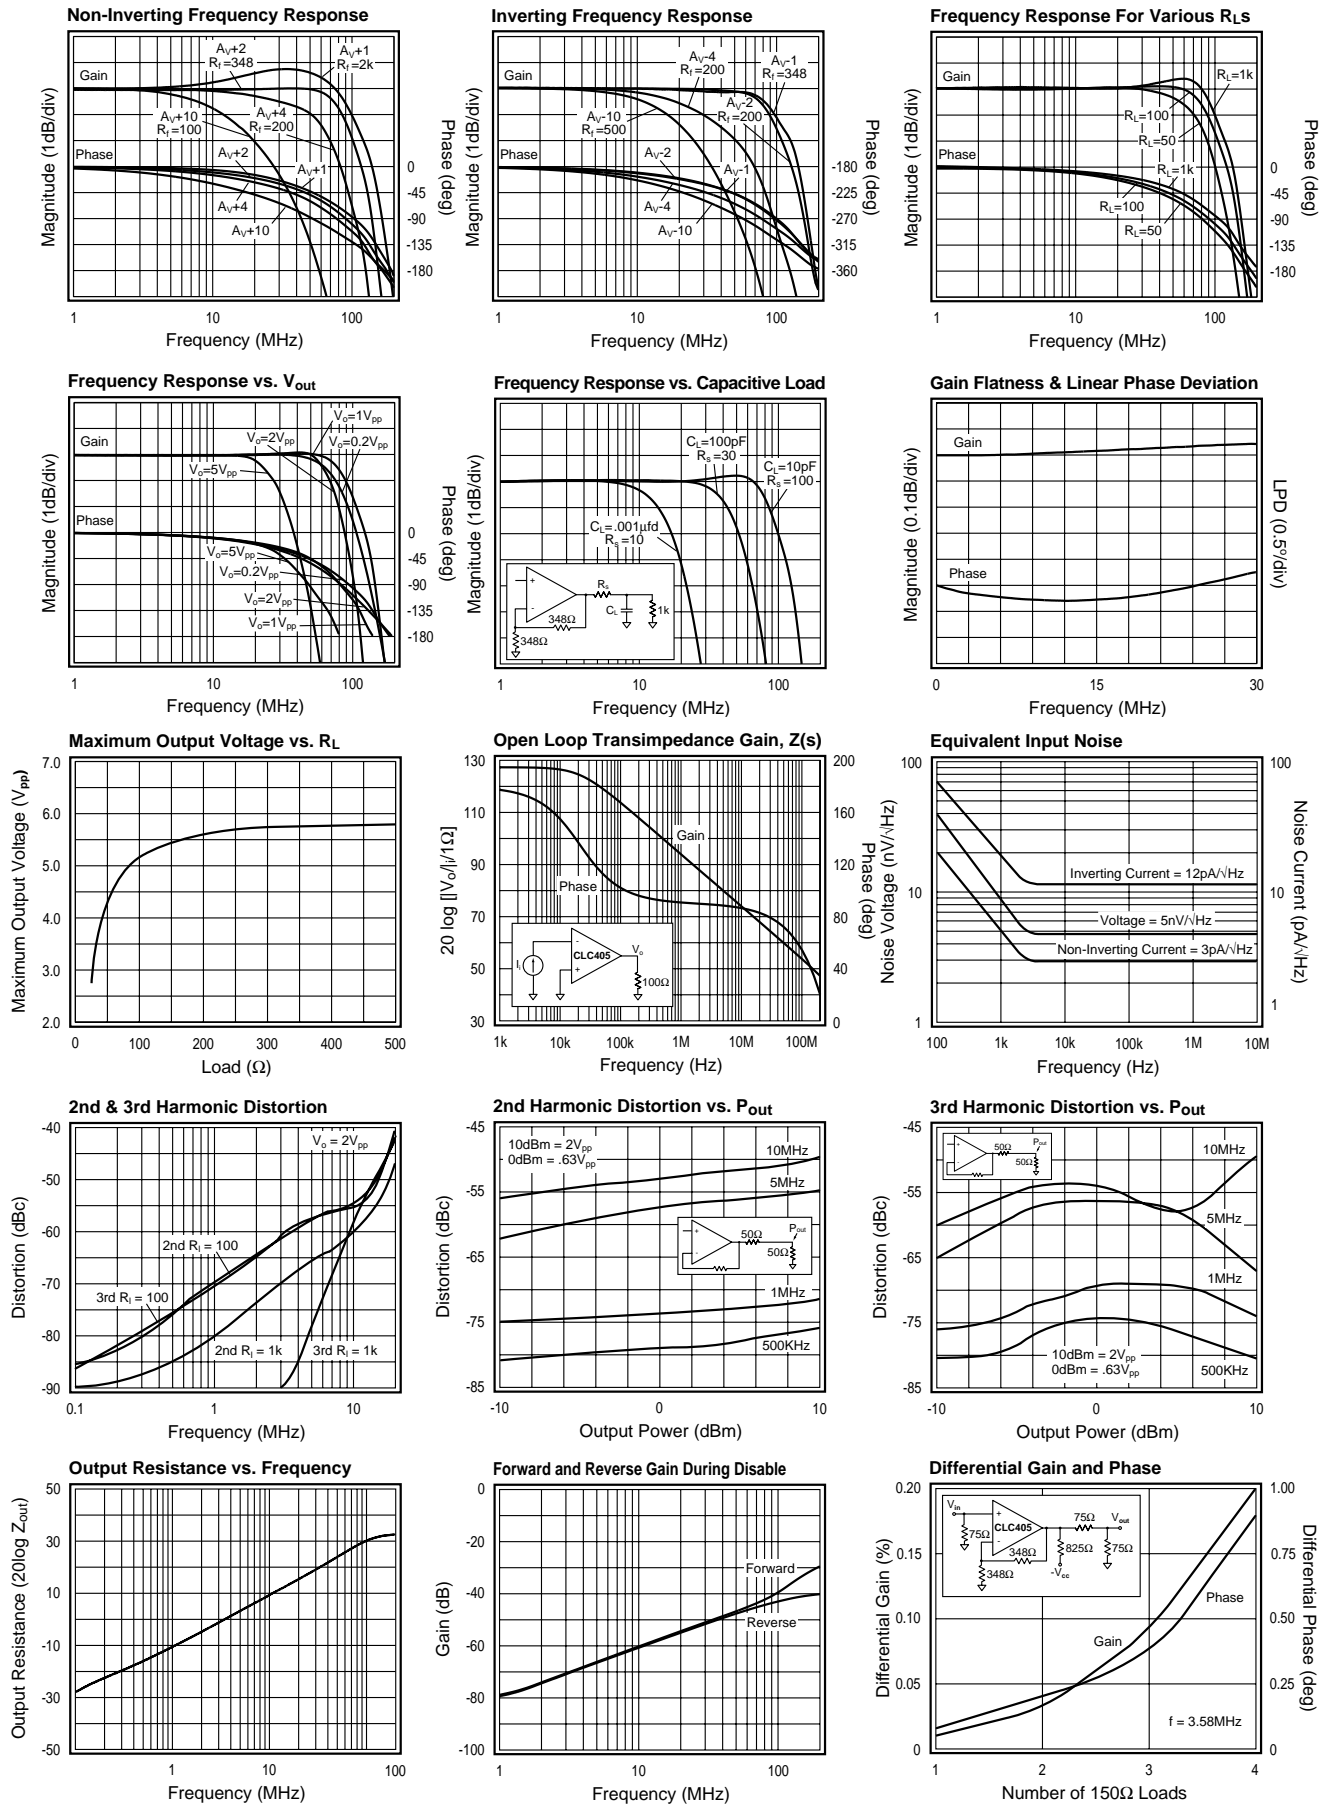 Non-Inverting Frequency Response
Magnitude (1dB/div)
Phase (deg)
Gain
Phase
Av+2
Rf=348
Av+1
Rf=2k
Av+10
Rf=100
Av+4
Rf=200
Av+2
Av+1
Av+4
Av+10
0
-45
-90
-135
-180
1
10
100
Frequency (MHz)
Inverting Frequency Response
Magnitude (1dB/div)
Phase (deg)
Gain
Phase
Av-4
Rf=200
Av-1
Rf=348
Av-10
Rf=500
Av-2
Rf=200
Av-2
Av-1
Av-4
Av-10
-180
-225
-270
-315
-360
1
10
100
Frequency (MHz)
Frequency Response For Various RLs
Magnitude (1dB/div)
Phase (deg)
Gain
Phase
RL=1k
RL=100
RL=50
RL=1k
RL=100
RL=50
0
-45
-90
-135
-180
1
10
100
Frequency (MHz)
Frequency Response vs. Vout
Magnitude (1dB/div)
Phase (deg)
Gain
Phase
Vo=1Vpp
Vo=2Vpp
Vo=0.2Vpp
Vo=5Vpp
Vo=5Vpp
Vo=0.2Vpp
Vo=2Vpp
Vo=1Vpp
0
-45
-90
-135
-180
1
10
100
Frequency (MHz)
Frequency Response vs. Capacitive Load
Magnitude (1dB/div)
CL=100pF
Rs=30
CL=10pF
Rs=100
CL=.001µfd
Rs=10
+
-
Rs
CL
1k
348Ω
348Ω
1
10
100
Frequency (MHz)
Gain Flatness & Linear Phase Deviation
Magnitude (0.1dB/div)
LPD (0.5°/div)
Gain
Phase
0
15
30
Frequency (MHz)
Maximum Output Voltage vs. RL
Maximum Output Voltage (Vpp)
7.0
6.0
5.0
4.0
3.0
2.0
0
100
200
300
400
500
Load (Ω)
Open Loop Transimpedance Gain, Z(s)
20 log [|Vo/|i/1Ω]
Phase (deg)
130
110
90
70
50
30
200
160
120
80
40
0
Gain
Phase
Ii
-
+
CLC405
Vo
100Ω
1k
10k
100k
1M
10M
100M
Frequency (Hz)
Equivalent Input Noise
Noise Voltage (nV/√Hz)
Noise Current (pA/√Hz)
100
10
1
100
10
1
Inverting Current = 12pA/√Hz
Voltage = 5nV/√Hz
Non-Inverting Current = 3pA/√Hz
100
1k
10k
100k
1M
10M
Frequency (Hz)
2nd & 3rd Harmonic Distortion
Distortion (dBc)
-40
-50
-60
-70
-80
-90
Vo = 2Vpp
2nd Rl = 100
3rd Rl = 100
2nd Rl = 1k
3rd Rl = 1k
0.1
1
10
Frequency (MHz)
2nd Harmonic Distortion vs. Pout
Distortion (dBc)
-45
-55
-65
-75
-85
10dBm = 2Vpp
0dBm = .63Vpp
10MHz
5MHz
1MHz
500KHz
+
-
50Ω
Pout
50Ω
-10
0
10
Output Power (dBm)
3rd Harmonic Distortion vs. Pout
Distortion (dBc)
-45
-55
-65
-75
-85
+
-
50Ω
Pout
50Ω
10MHz
5MHz
1MHz
500KHz
10dBm = 2Vpp
0dBm = .63Vpp
-10
0
10
Output Power (dBm)
Output Resistance vs. Frequency
Output Resistance (20log Zout)
50
30
10
-10
-30
-50
1
10
100
Frequency (MHz)
Forward and Reverse Gain During Disable
Gain (dB)
0
-20
-40
-60
-80
-100
Forward
Reverse
1
10
100
Frequency (MHz)
Differential Gain and Phase
Differential Gain (%)
Differential Phase (deg)
0.20
0.15
0.10
0.05
0
1.00
0.75
0.50
0.25
0
Vin
75Ω
+
-
CLC405
348Ω
348Ω
75Ω
Vout
825Ω
75Ω
-Vcc
Phase
Gain
f = 3.58MHz
1
2
3
4
Number of 150Ω Loads